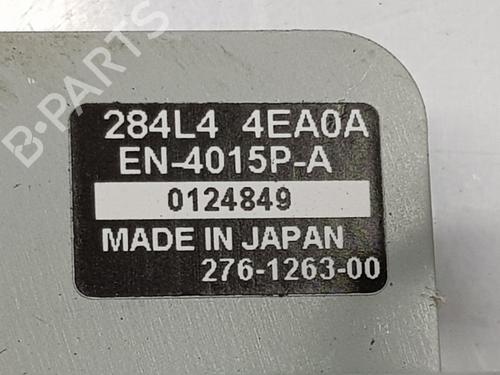 B-PARTS
284L4 4EA0A
EN-4015P-A
0124849
MADE IN JAPAN
276-1263-00